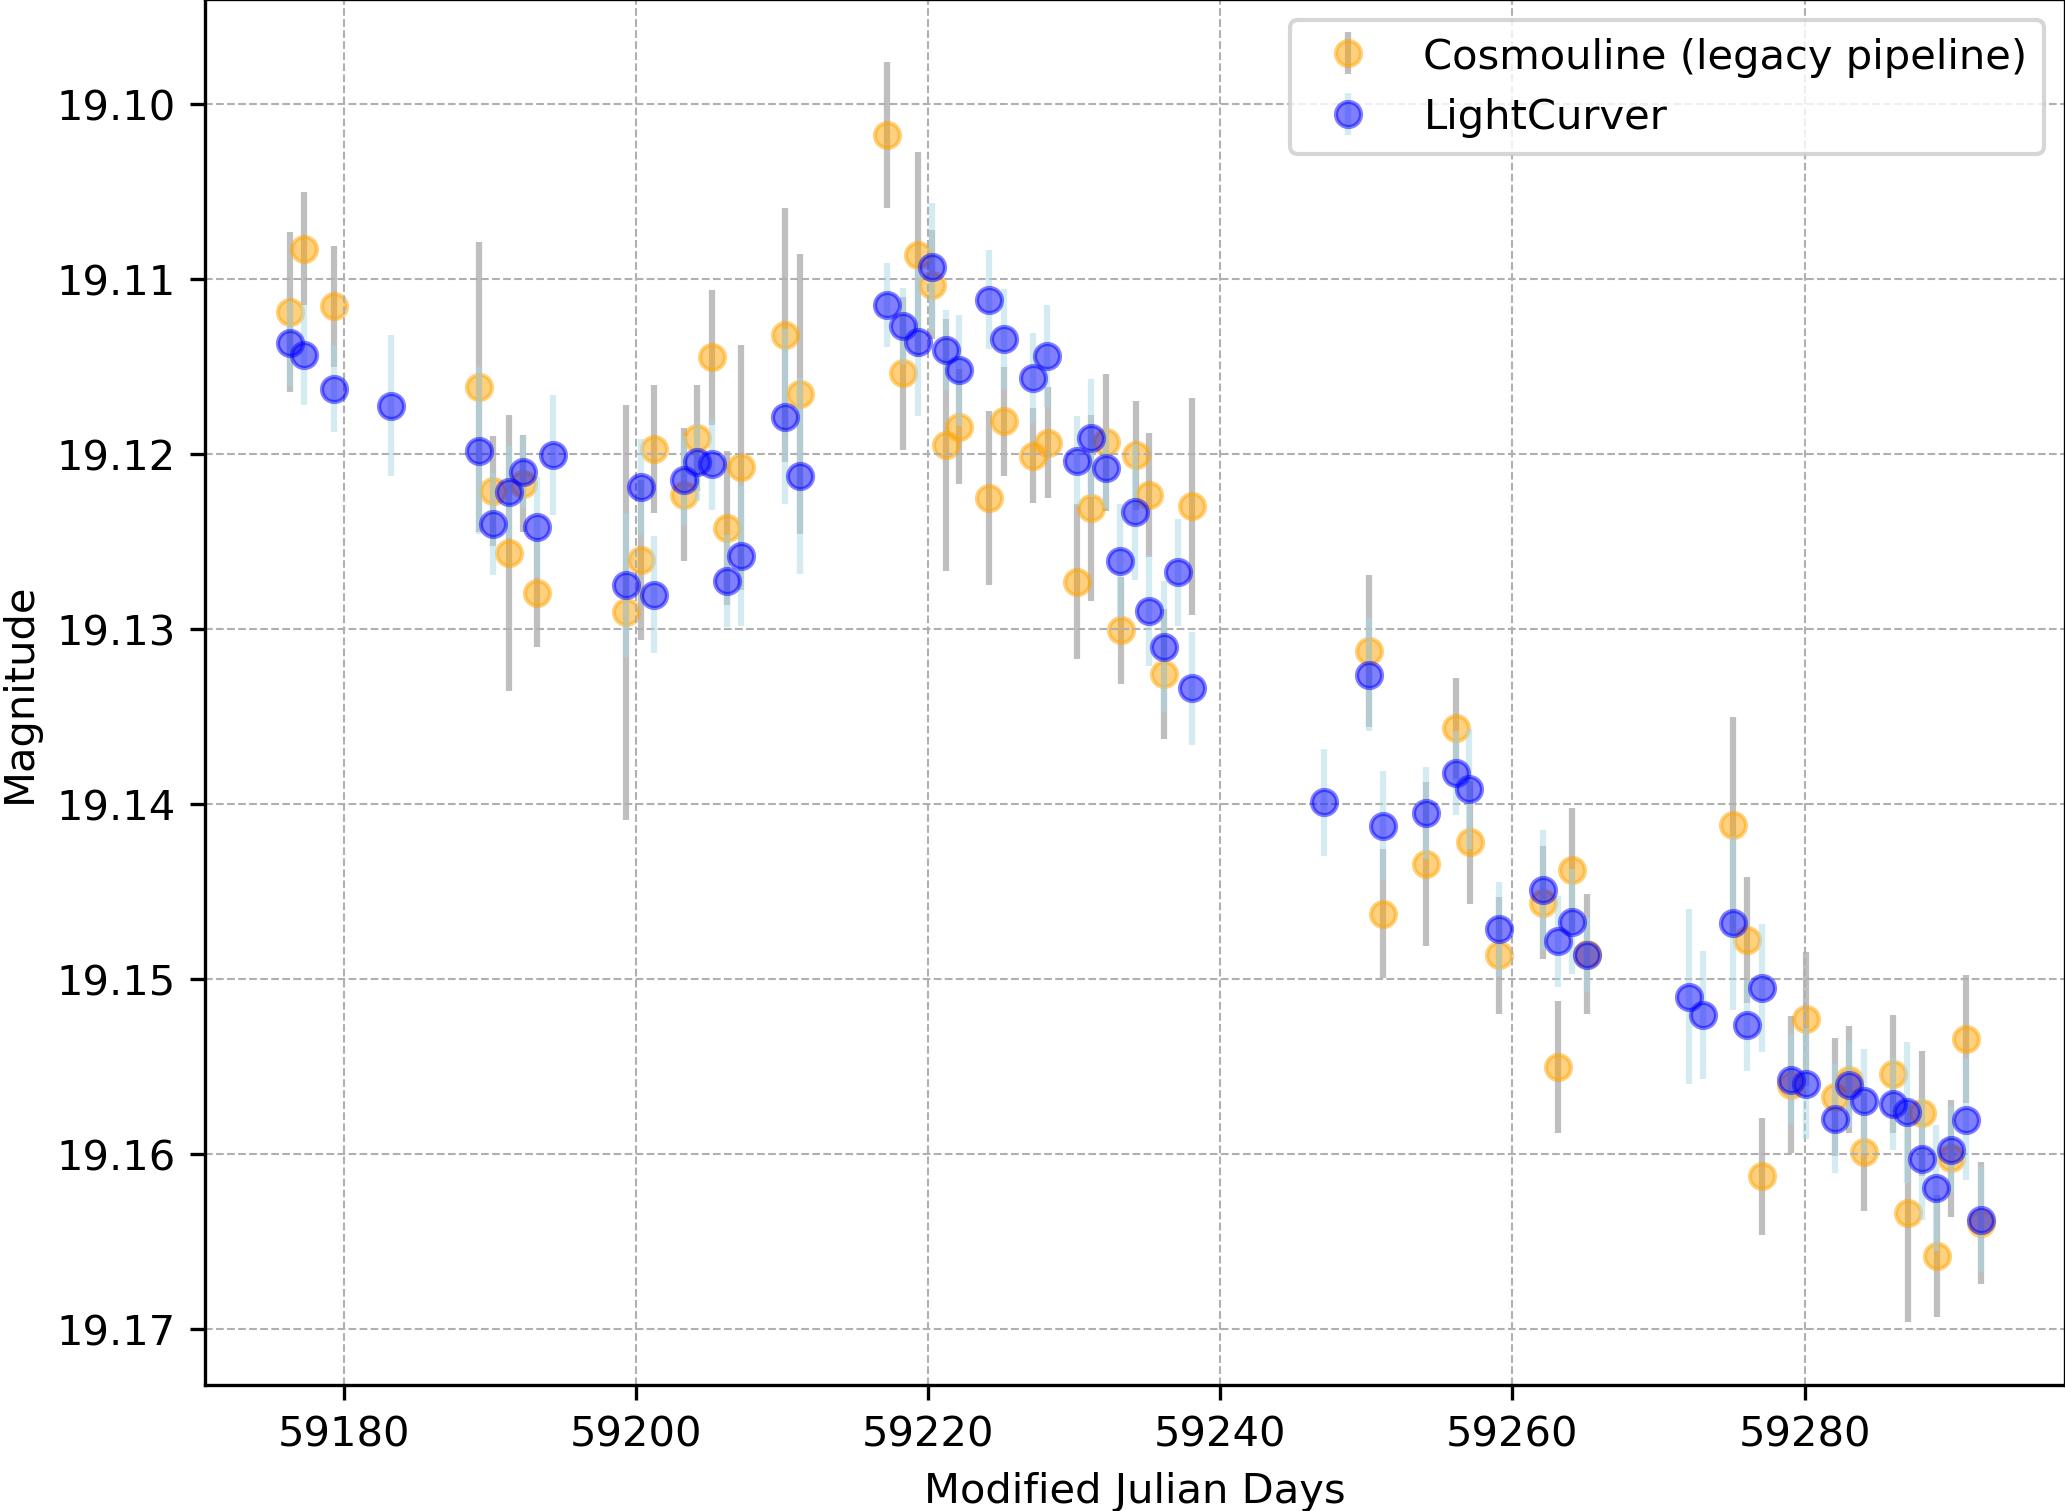 Cosmouline (legacy pipeline)
LightCurver
19.10
19.11
19.12
19.13
19.14
19.15
19.16
19.17
Magnitude
59180 59200 59220 59240 59260 59280
Modified Julian Days